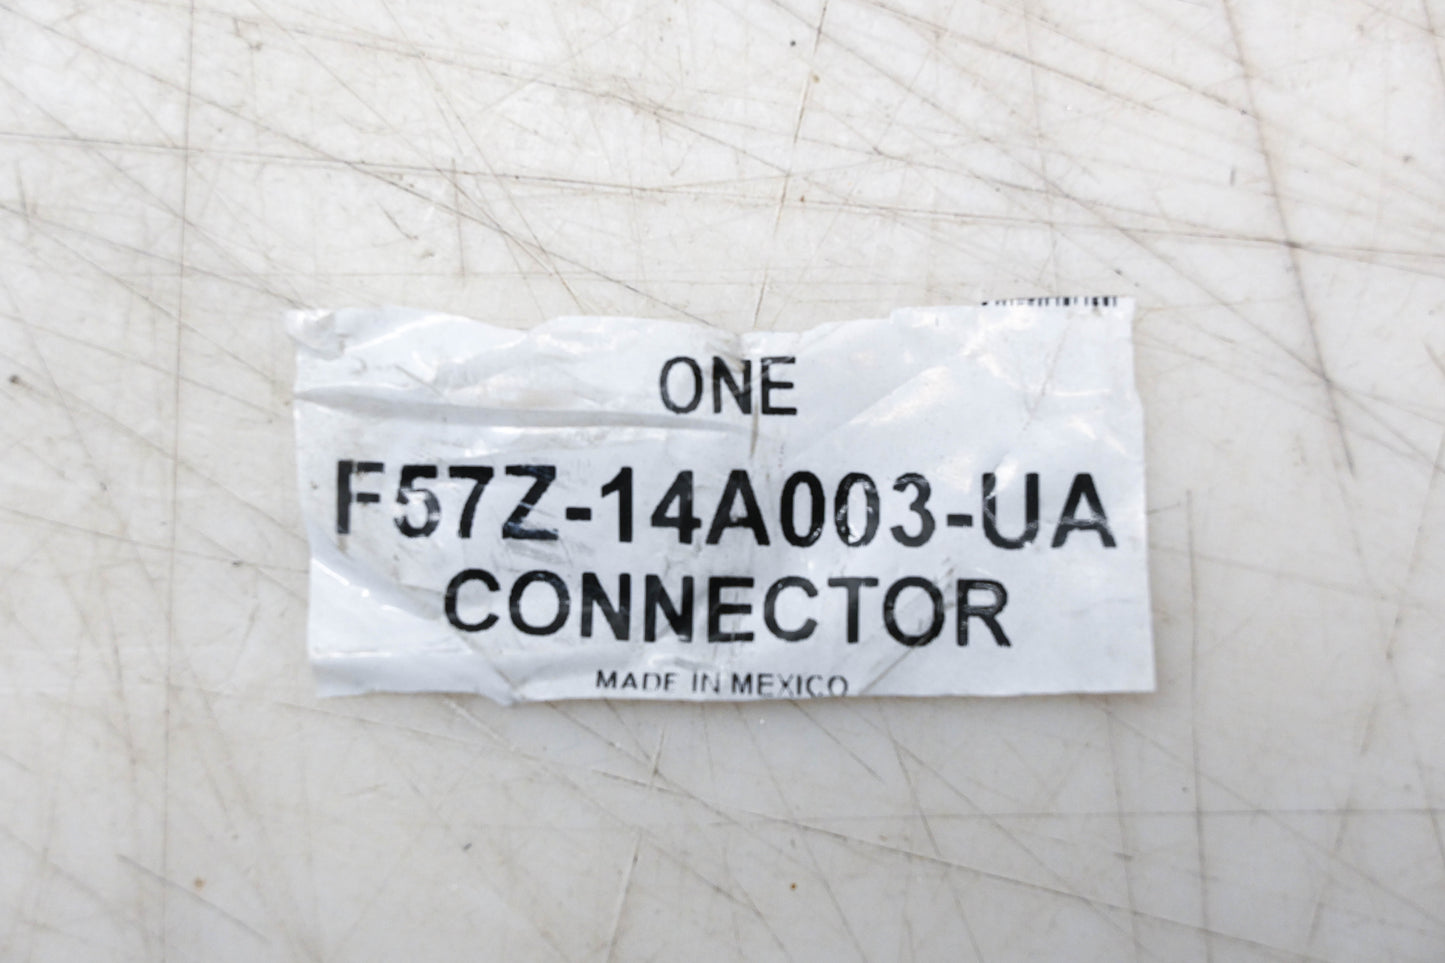 ONE
F57Z-14A003-UA
CONNECTOR
MADE IN MEXICO